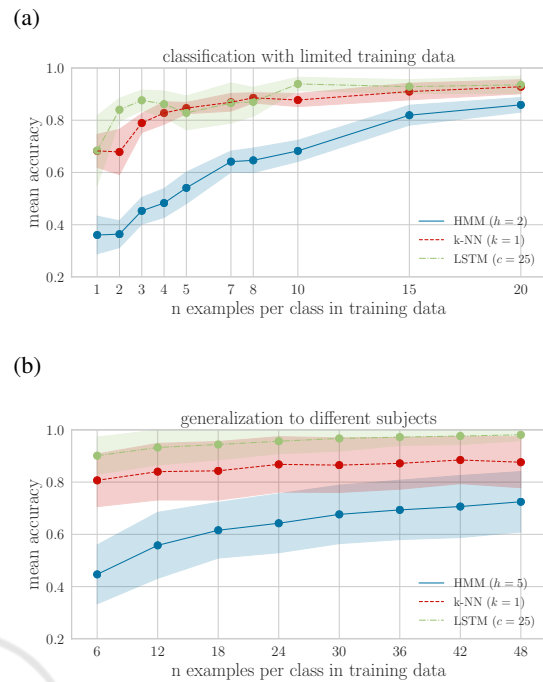 (a)
classification with limited training data
1.0
0.8
0.6
0.4
0.2
mean accuracy
HMM (h = 2)
k-NN (k = 1)
LSTM (c = 25)
1 2 3 4 5 7 8 10 15 20
n examples per class in training data
(b)
generalization to different subjects
1.0
0.8
0.6
0.4
0.2
mean accuracy
HMM (h = 5)
k-NN (k = 1)
LSTM (c = 25)
6 12 18 24 30 36 42 48
n examples per class in training data